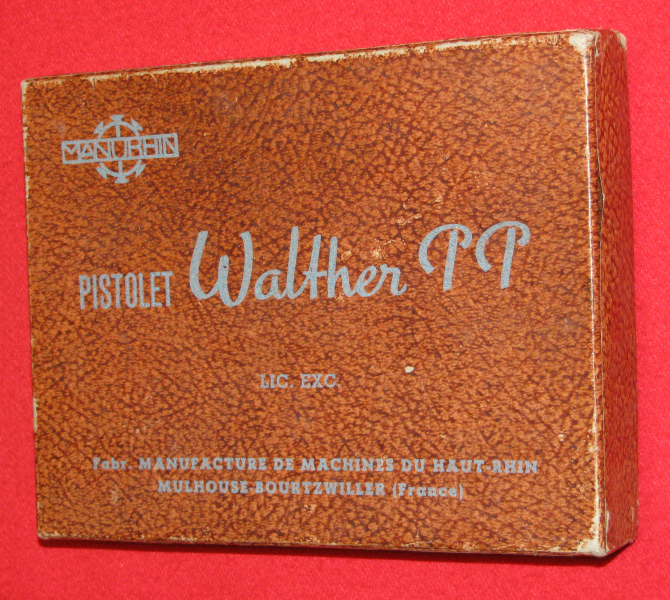 MANURHIN
PISTOLET Walther PP
LIC. EXC.
Fabr. MANUFACTURE DE MACHINES DU HAUT-RHIN
MULHOUSE-BOURTZWILLER (France)